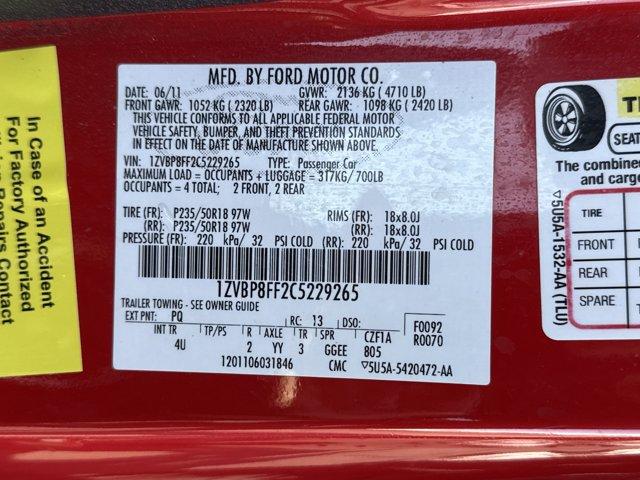 MFD. BY FORD MOTOR CO.
DATE: 06/11 GVWR: 2136 KG ( 4710 LB)
FRONT GAWR: 1052 KG ( 2320 LB) REAR GAWR: 1098 KG ( 2420 LB)
THIS VEHICLE CONFORMS TO ALL APPLICABLE FEDERAL MOTOR
VEHICLE SAFETY, BUMPER, AND THEFT PREVENTION STANDARDS
IN EFFECT ON THE DATE OF MANUFACTURE SHOWN ABOVE.
VIN: 1ZVBP8FF2C5229265 TYPE: Passenger Car
MAXIMUM LOAD = OCCUPANTS + LUGGAGE = 317KG/ 700LB
OCCUPANTS = 4 TOTAL; 2 FRONT, 2 REAR
TIRE (FR): P235/50R18 97W RIMS (FR): 18x8.0J
(RR): P235/50R18 97W (RR): 18x8.0J
PRESSURE (FR): 220 kPa/ 32 PSI COLD (RR): 220 kPa/ 32 PSI COLD
1ZVBP8FF2C5229265
TRAILER TOWING - SEE OWNER GUIDE
EXT PNT: PQ RC: 13 DSO: F0092
INT TR TP/PS R AXLE TR SPR CZF1A R0070
4U 2 YY 3 GGEE 805
1201106031846 CMC ▽5U5A-5420472-AA
In Case of an Accident
For Factory Authorized
Repairs Contact
SEAT
The combined
and cargo
TIRE
FRONT
REAR
SPARE
▽5U5A-1532-AA (TLU)